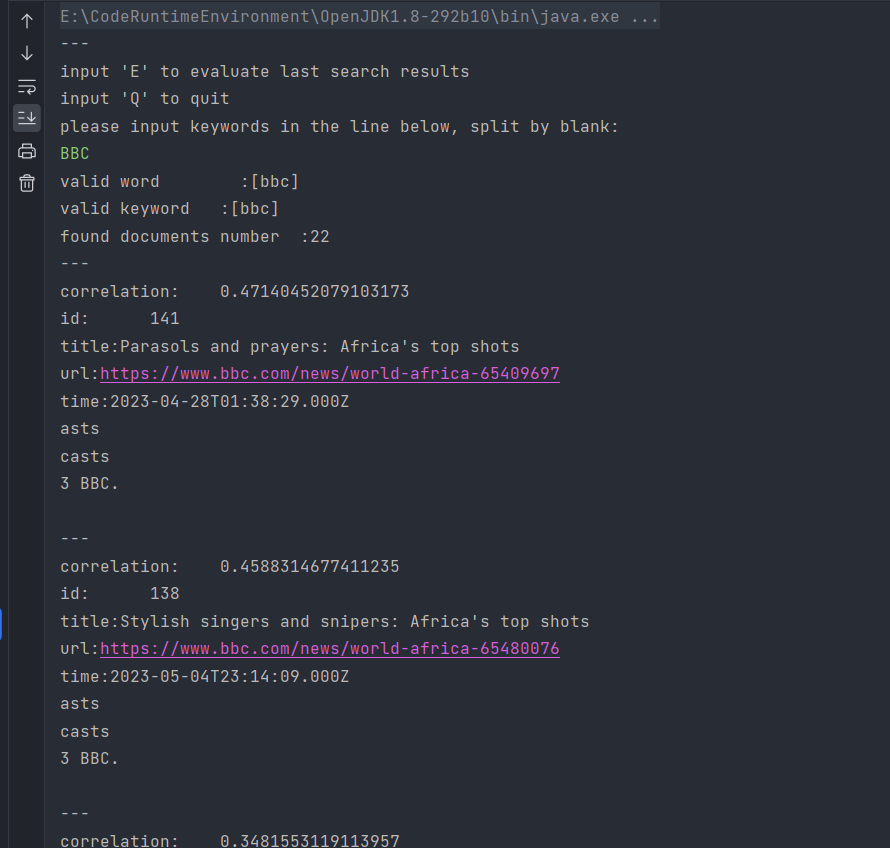 E:\CodeRuntimeEnvironment\OpenJDK1.8-292b10\bin\java.exe ...
---
input 'E' to evaluate last search results
input 'Q' to quit
please input keywords in the line below, split by blank:
BBC
valid word        :[bbc]
valid keyword   :[bbc]
found documents number  :22
---
correlation:    0.47140452079103173
id:      141
title:Parasols and prayers: Africa's top shots
url:https://www.bbc.com/news/world-africa-65409697
time:2023-04-28T01:38:29.000Z
asts
casts
3 BBC.
---
correlation:    0.4588314677411235
id:      138
title:Stylish singers and snipers: Africa's top shots
url:https://www.bbc.com/news/world-africa-65480076
time:2023-05-04T23:14:09.000Z
asts
casts
3 BBC.
---
correlation:    0.3481553119113957